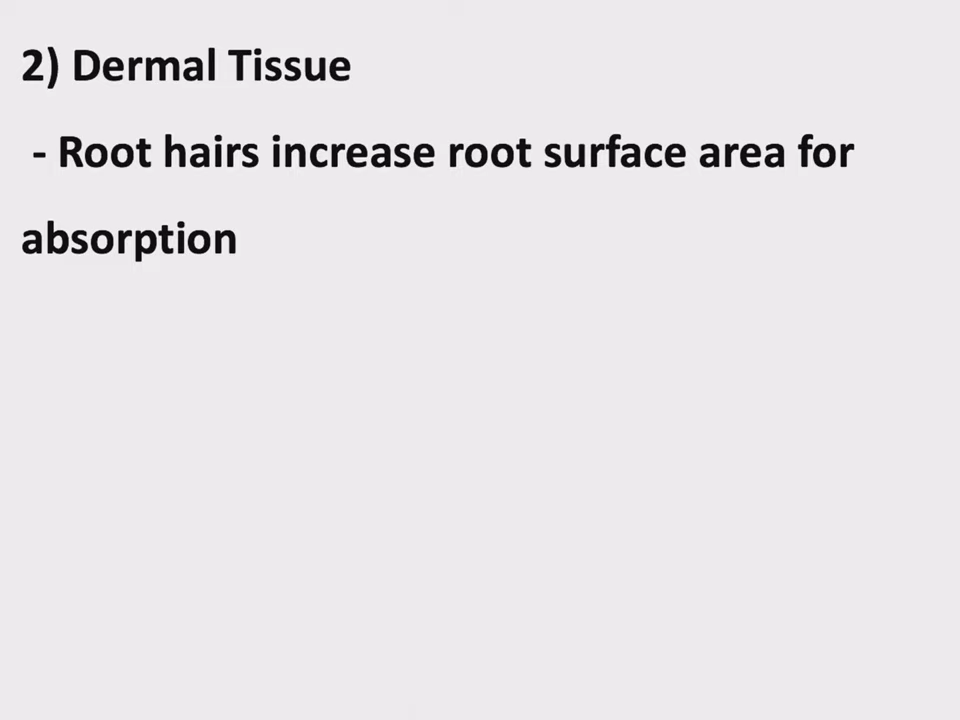 2) Dermal Tissue
- Root hairs increase root surface area for
absorption